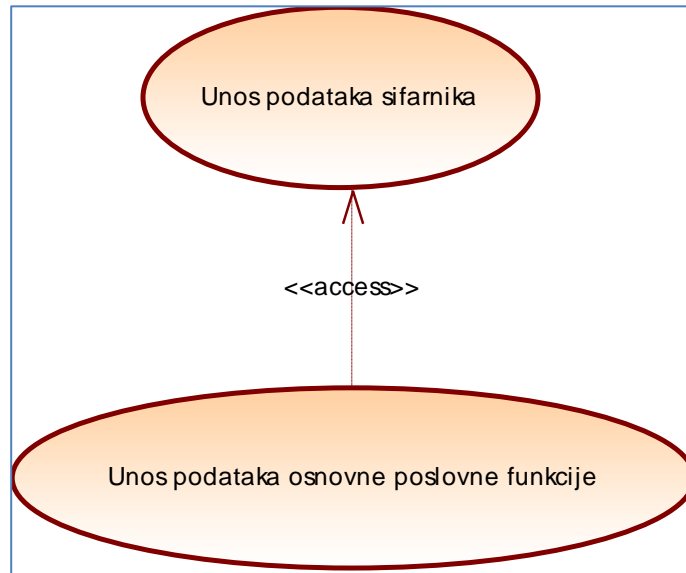 Unos podataka sifarnika
<<access>>
Unos podataka osnovne poslovne funkcije